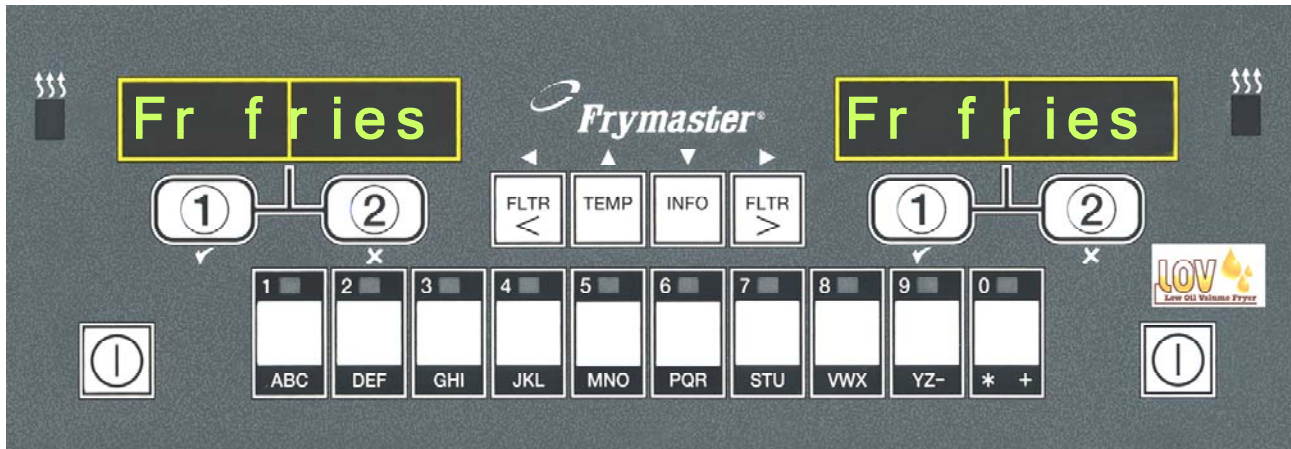 Fr fries
Frymaster
Fr fries
1
2
FLTR <
TEMP
INFO
FLTR >
1
2
LOV
Low Oil Volume Fryer
1 2 3 4 5 6 7 8 9 0
ABC DEF GHI JKL MNO PQR STU VWX YZ- * +